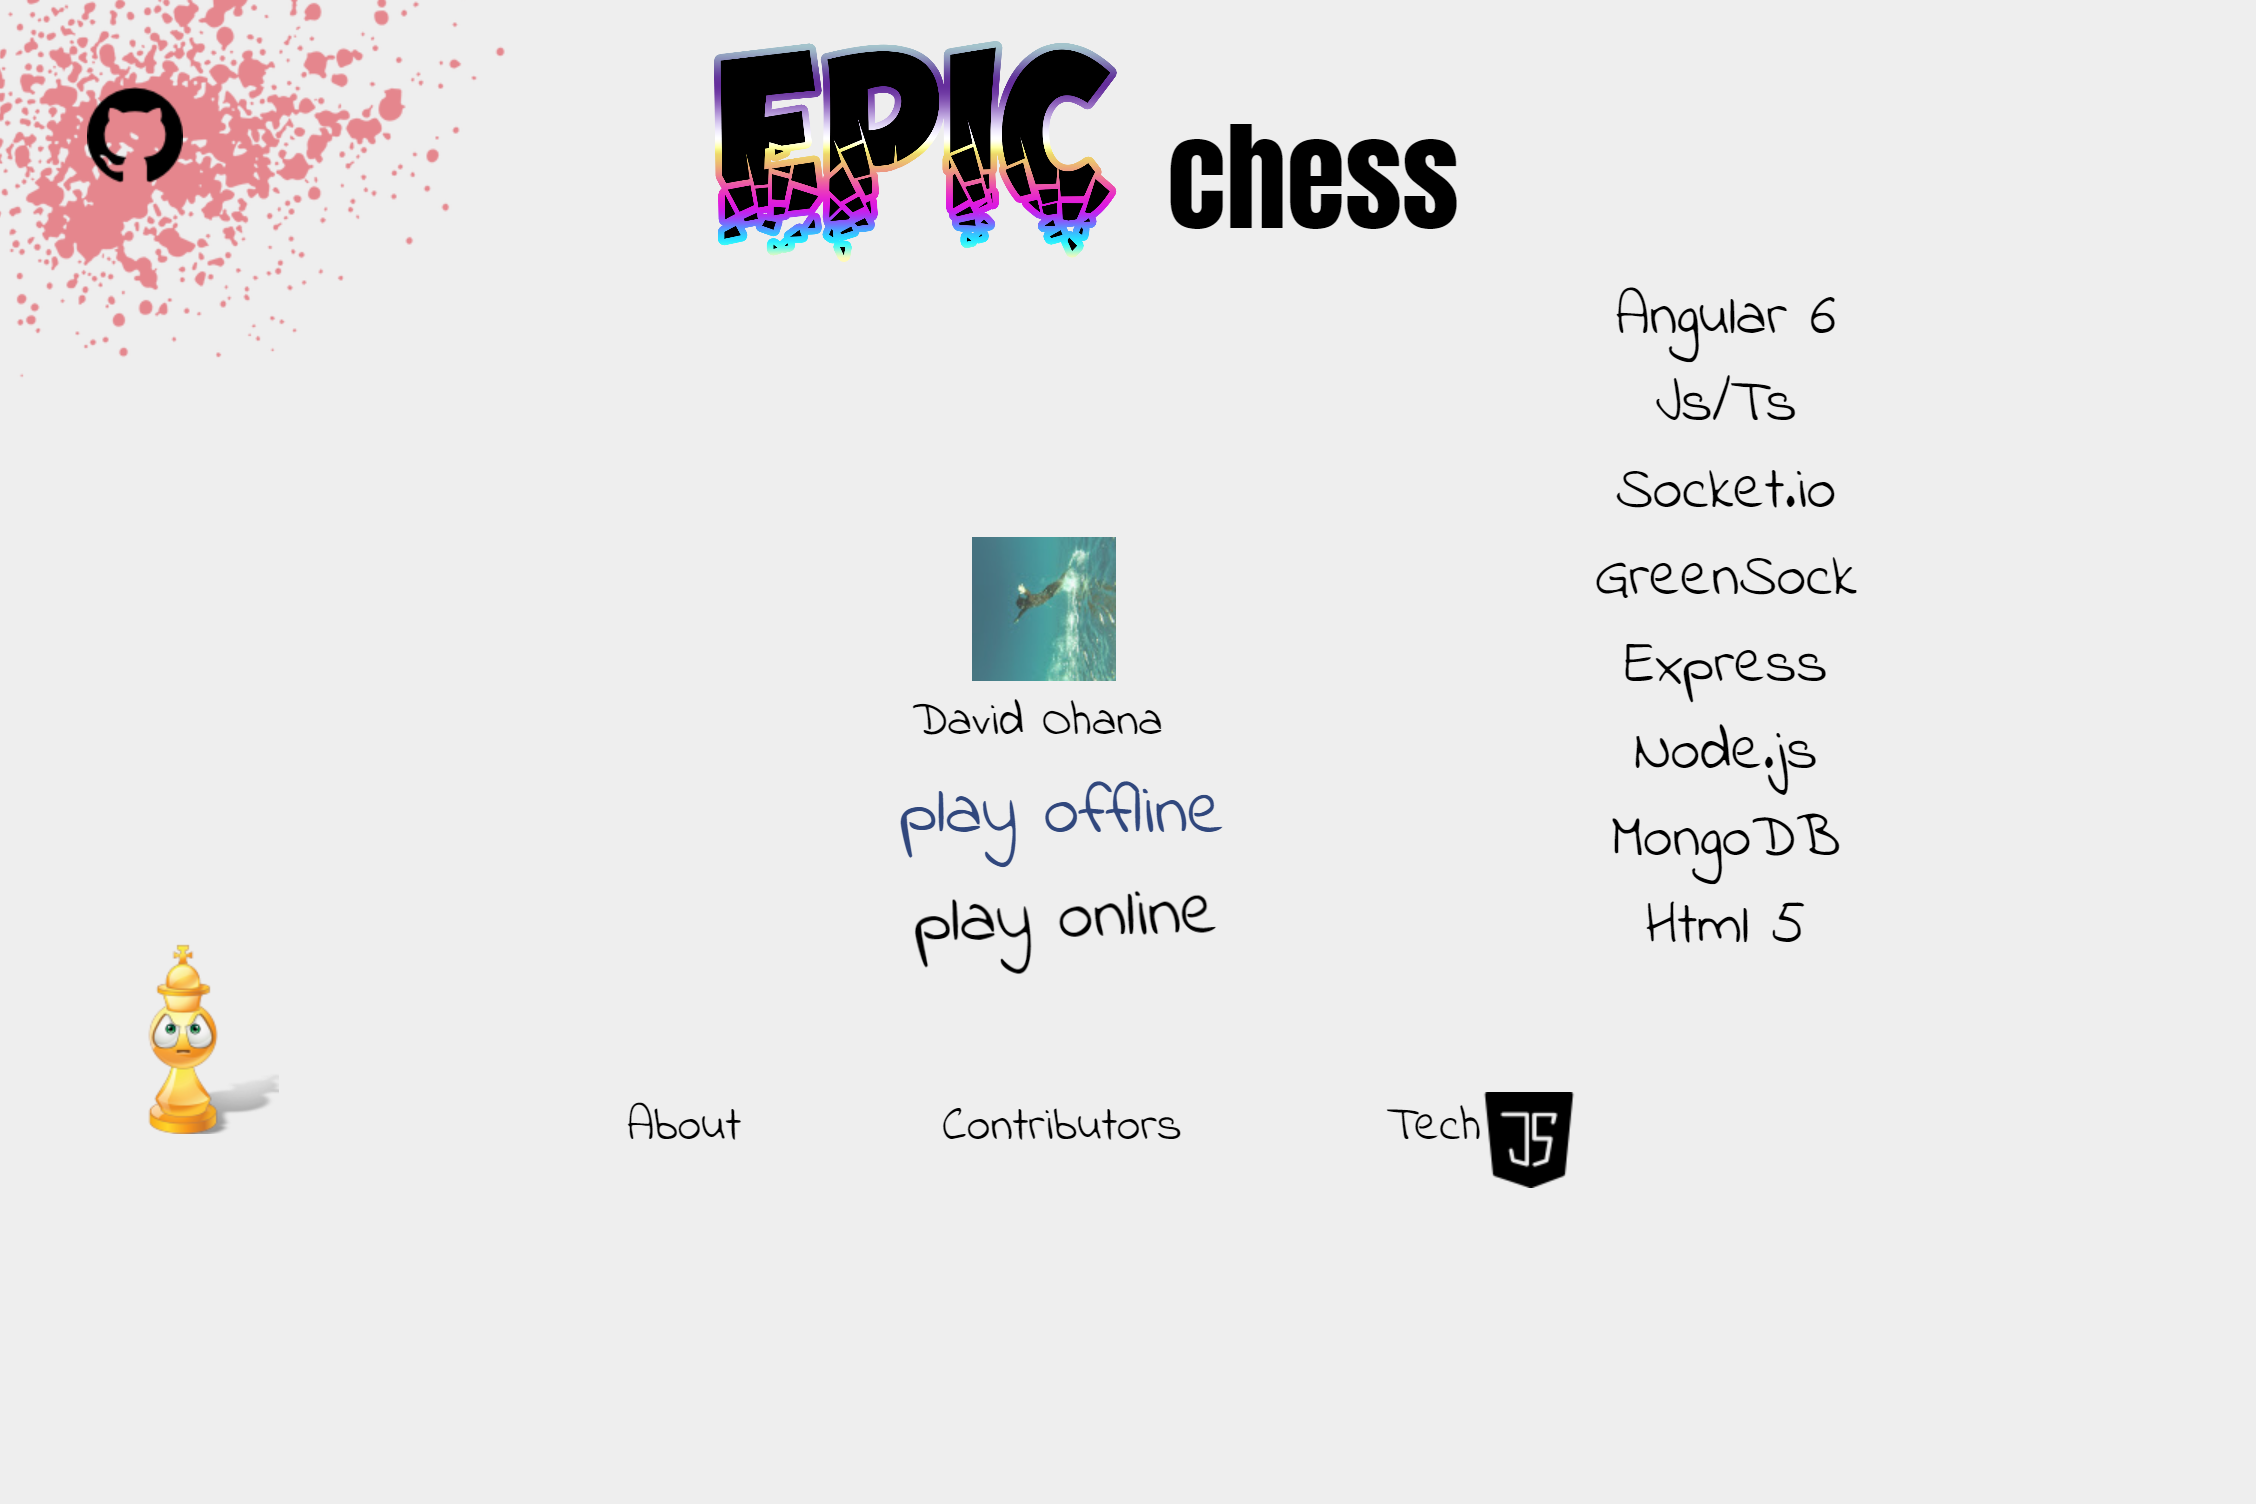 EPIC chess
Angular 6
Js/Ts
Socket.io
GreenSock
Express
Node.js
MongoDB
Html 5
David Ohana
play offline
play online
About
Contributors
Tech JS